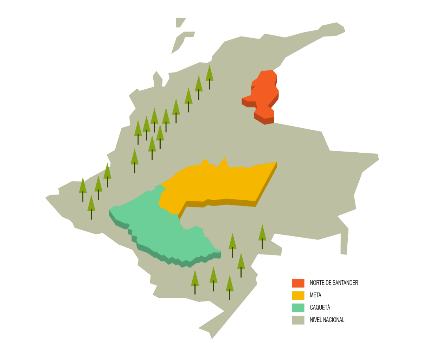 NORTE DE SANTANDER
META
CAQUETÁ
NIVEL NACIONAL